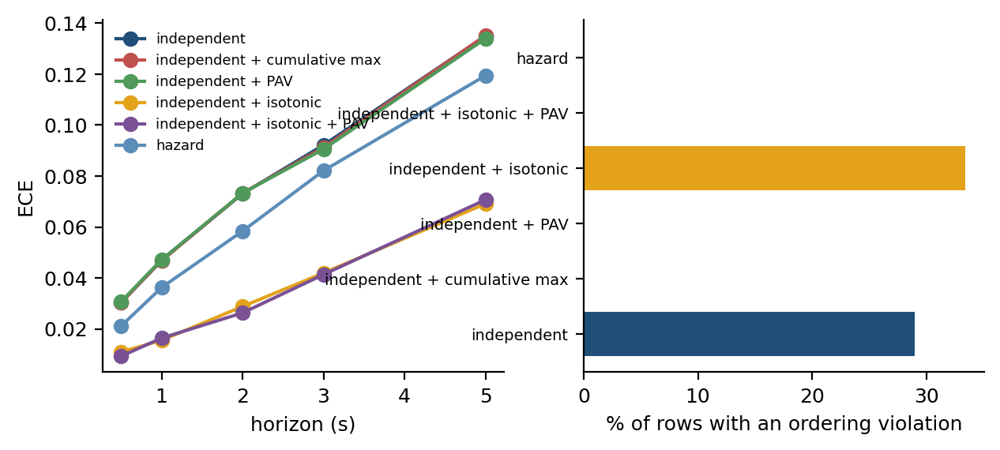 0.14
0.12
0.10
0.08
0.06
0.04
0.02
ECE
independent
independent + cumulative max
independent + PAV
independent + isotonic
independent + isotonic + PAV
hazard
1
2
3
4
5
horizon (s)
hazard
independent + isotonic + PAV
independent + isotonic
independent + PAV
independent + cumulative max
independent
0
10
20
30
% of rows with an ordering violation